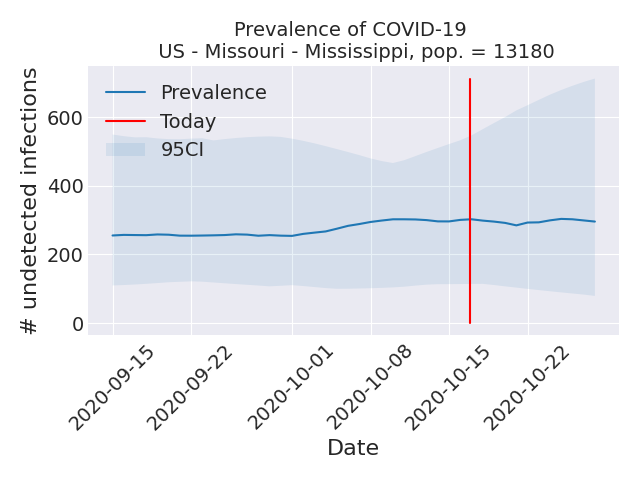 Prevalence of COVID-19
US - Missouri - Mississippi, pop. = 13180
# undetected infections
600
400
200
0
Prevalence
Today
95CI
2020-09-15
2020-09-22
2020-10-01
2020-10-08
2020-10-15
2020-10-22
Date